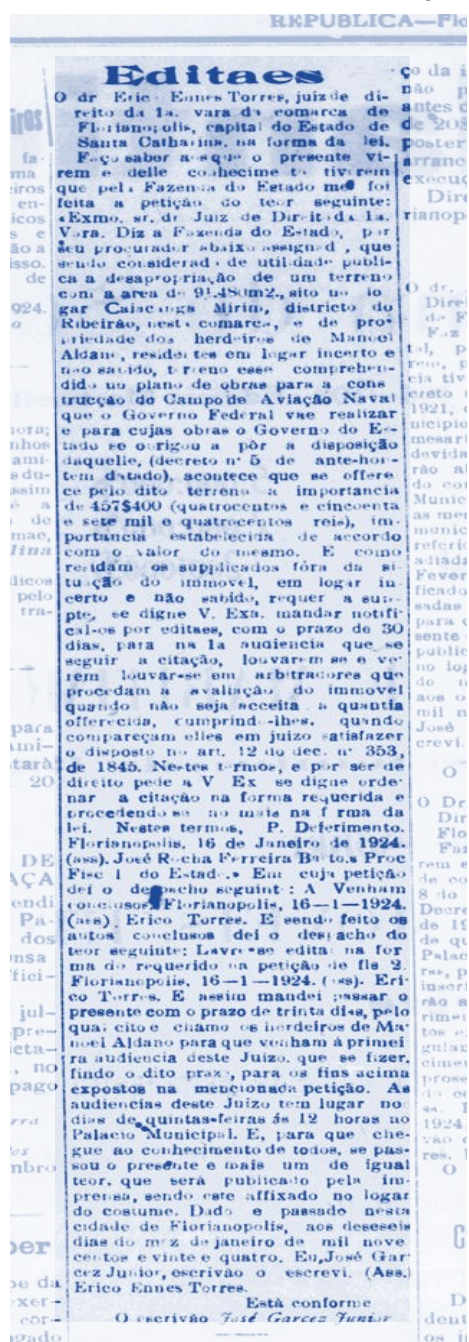 REPUBLICA—Flo
Editaes
O dr Erico Ennes Torres, juiz de di-
reito da 1a. vara da comarca de
Florianopolis, capital do Estado de
Santa Catharina, na forma da lei.
Faço saber aos que o presente vi-
rem e delle conhecimento tiverem
que pela Fazenda do Estado me foi
feita a petição do teor seguinte:
«Exmo. sr. dr Juiz de Direito da 1a.
Vara. Diz a Fazenda do Estado, por
seu procurador abaixo assignado, que
sendo considerado de utilidade publi-
ca a desapropriação de um terreno
com a area de 91.480m2., sito no lo
gar Caiacanga Mirim, districto do
Ribeirão, nesta comarca, e de pro-
priedade dos herdeiros de Manoel
Aldano, residentes em logar incerto e
não sabido, terreno esse comprehen-
dido no plano de obras para a cons
trucção do Campo de Aviação Naval
que o Governo Federal vae realizar
e para cujas obras o Governo do Es-
tado se obrigou a pôr a disposição
daquelle, (decreto n° 5 de ante-hon-
tem datado), acontece que se offere
ce pelo dito terreno a importancia
de 457$400 (quatrocentos e cincoenta
e sete mil e quatrocentos reis), im-
portancia estabelecida de accordo
com o valor do mesmo. E como
residam os supplicados fóra da si-
tuação do immovel, em logar in-
certo e não sabido, requer a sup-
pte, se digne V. Exa. mandar notifi-
cal-os por editaes, com o prazo de 30
dias, para na 1a audiencia que se
seguir a citação, louvarem se e ve-
rem louvar-se em arbitradores que
procedam a avaliação do immovel
quando não seja acceita a quantia
offerecida, cumprindo-lhes, quando
compareçam elles em juizo satisfazer
o disposto no art. 12 do dec. n° 353,
de 1845. Nestes termos, e por ser de
direito pede a V Ex se digne orde-
nar a citação na forma requerida e
procedendo se no mais na forma da
lei. Nestes termos, P. Deferimento.
Florianopolis, 16 de Janeiro de 1924.
(ass). José Rocha Ferreira Bastos Proc
Fiscal do Estado.» Em cuja petição
dei o despacho seguinte: A Venham
conclusos. Florianopolis, 16—1—1924.
(ass) Erico Torres. E sendo feito os
autos conclusos dei o despacho do
teor seguinte: Lavre-se edital na for
ma do requerido na petição de fls 2.
Florianopolis, 16—1—1924. (ass). Eri-
co Torres. E assim mandei passar o
presente com o prazo de trinta dias, pelo
qual cito e chamo os herdeiros de Ma-
noel Aldano para que venham á primei
ra audiencia deste Juizo. que se fizer,
findo o dito prazo, para os fins acima
expostos na mencionada petição. As
audiencias deste Juizo tem lugar no
dias de quintas-feiras ás 12 horas no
Palacio Municipal. E, para que che-
gue ao conhecimento de todos, se pas-
sou o presente e mais um de igual
teor, que será publicado pela im-
prensa, sendo este affixado no logar
do costume. Dado e passado nesta
cidade de Florianopolis, aos deseseis
dias do mez de janeiro de mil nove
centos e vinte e quatro. Eu, José Gar
cez Junior, escrivão o escrevi. (Ass.)
Erico Ennes Torres.
Está conforme
O escrivão José Garcez Junior